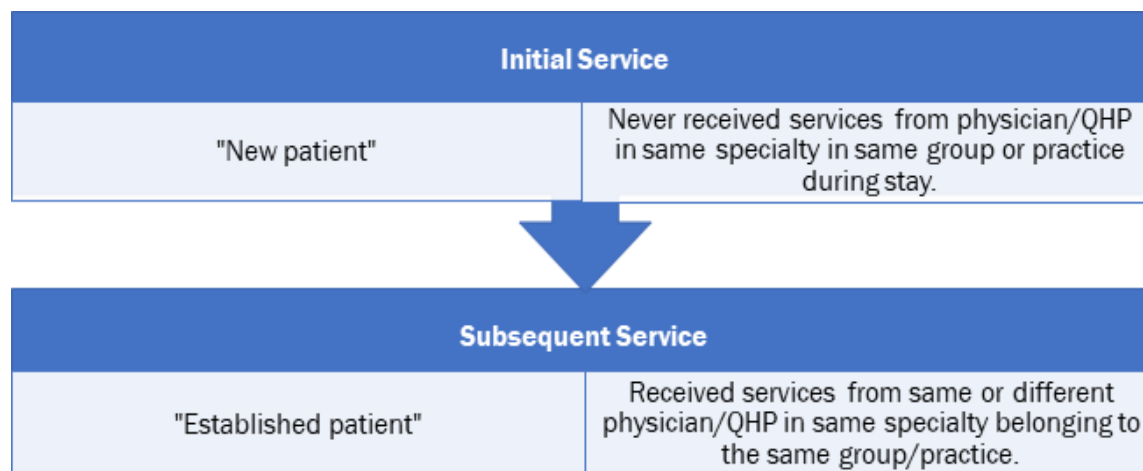 Initial Service
"New patient"
Never received services from physician/QHP
in same specialty in same group or practice
during stay.
Subsequent Service
"Established patient"
Received services from same or different
physician/QHP in same specialty belonging to
the same group/practice.